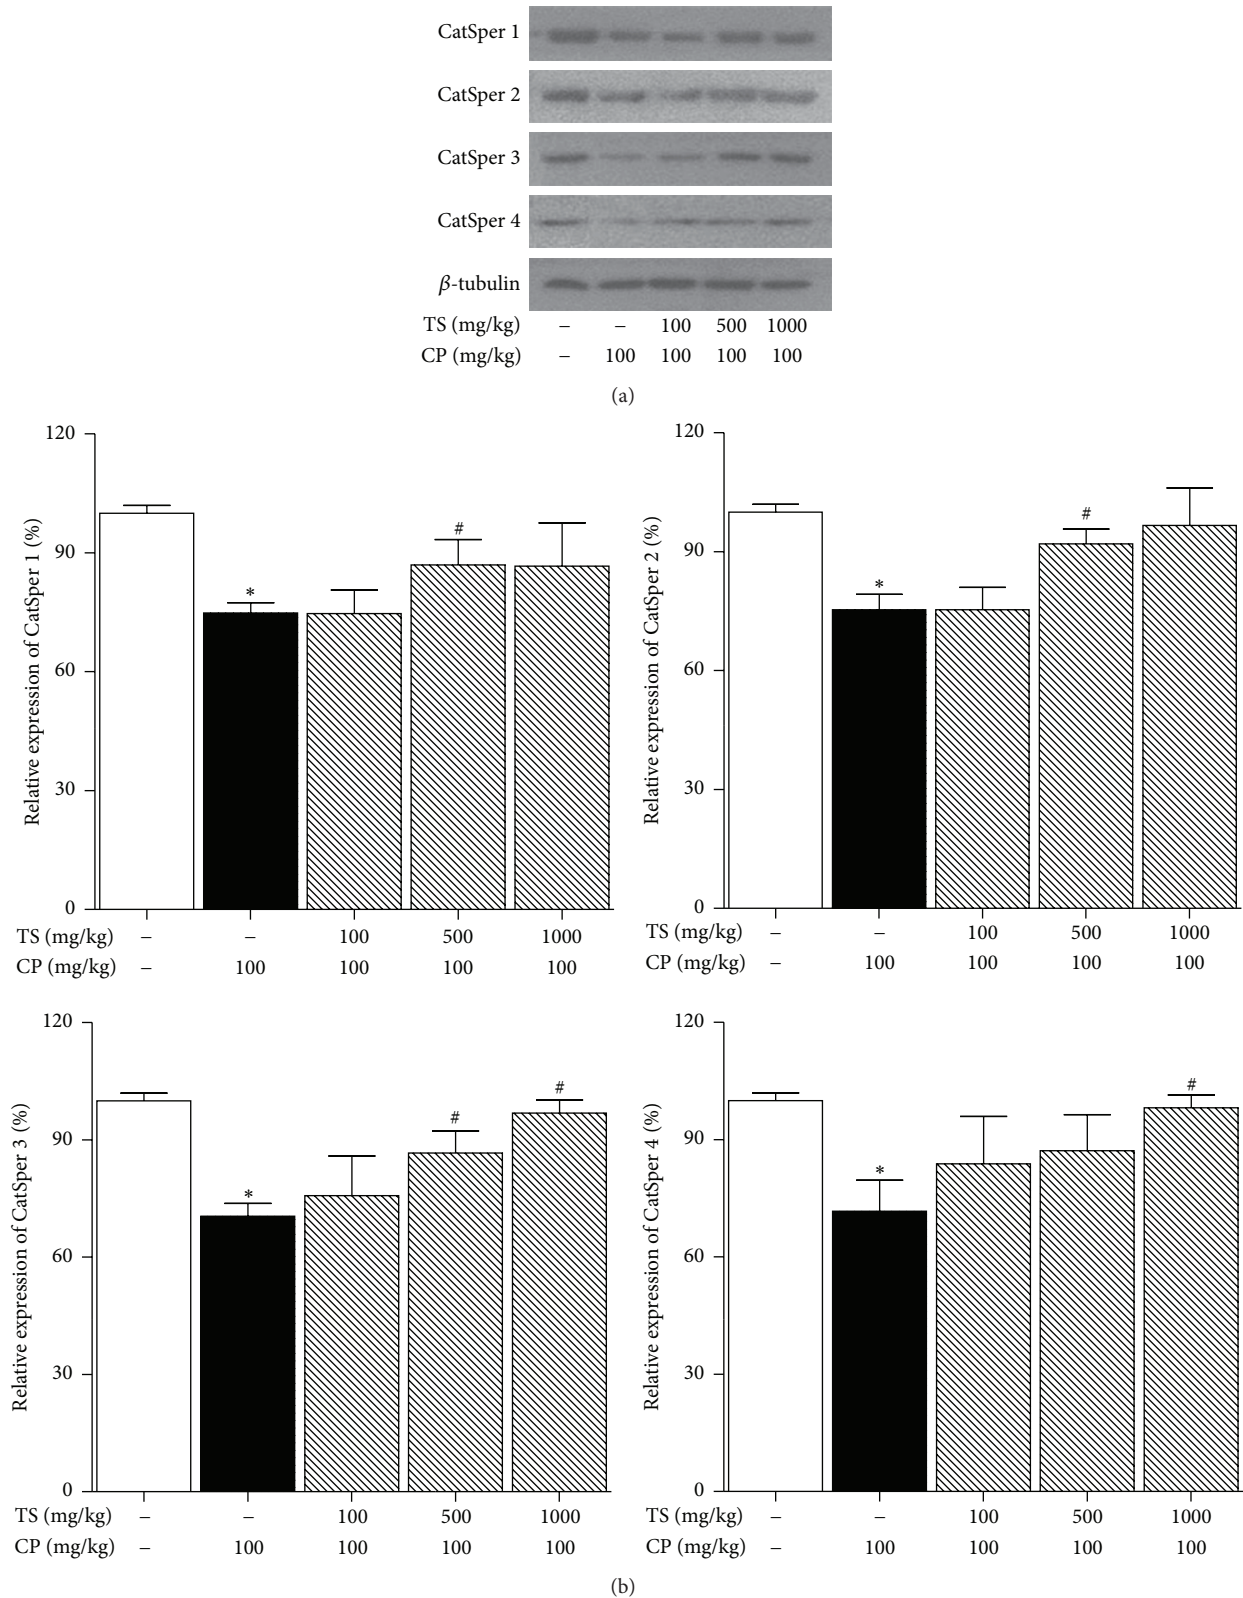 CatSper 1
CatSper 2
CatSper 3
CatSper 4
β-tubulin
TS (mg/kg) – – 100 500 1000
CP (mg/kg) – 100 100 100 100
(a)
Relative expression of CatSper 1 (%)
120
90
60
30
0
*
#
TS (mg/kg) – – 100 500 1000
CP (mg/kg) – 100 100 100 100
Relative expression of CatSper 2 (%)
120
90
60
30
0
*
#
TS (mg/kg) – – 100 500 1000
CP (mg/kg) – 100 100 100 100
Relative expression of CatSper 3 (%)
120
90
60
30
0
*
#
#
TS (mg/kg) – – 100 500 1000
CP (mg/kg) – 100 100 100 100
Relative expression of CatSper 4 (%)
120
90
60
30
0
*
#
TS (mg/kg) – – 100 500 1000
CP (mg/kg) – 100 100 100 100
(b)